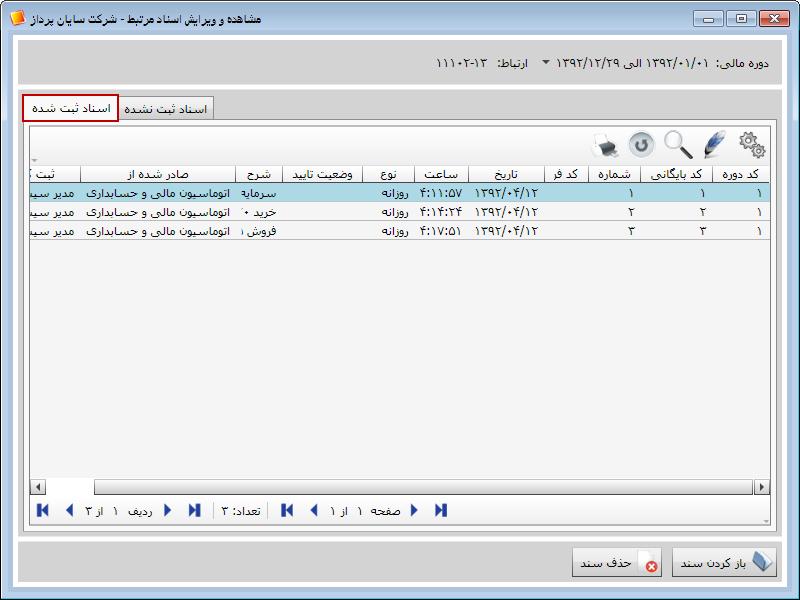 مشاهده و ویرایش اسناد مرتبط - شرکت سایان پرداز
دوره مالی: ۱۳۹۲/۰۱/۰۱ الی ۱۳۹۲/۱۲/۲۹ ارتباط: ۱۳-۱۱۱۰۲
اسناد ثبت نشده اسناد ثبت شده
کد دوره کد بایگانی شماره کد فر تاریخ ساعت نوع وضعیت تایید شرح صادر شده از ثبت
۱ ۱ ۱ ۱۳۹۲/۰۴/۱۲ ۴:۱۱:۵۷ روزانه سرمایه اتوماسیون مالی و حسابداری مدیر سیس
۱ ۲ ۲ ۱۳۹۲/۰۴/۱۲ ۴:۱۴:۲۴ روزانه خرید اتوماسیون مالی و حسابداری مدیر سیس
۱ ۳ ۳ ۱۳۹۲/۰۴/۱۲ ۴:۱۷:۵۱ روزانه فروش اتوماسیون مالی و حسابداری مدیر سیس
صفحه ۱ از ۱ تعداد: ۳ ردیف ۱ از ۳
باز کردن سند حذف سند